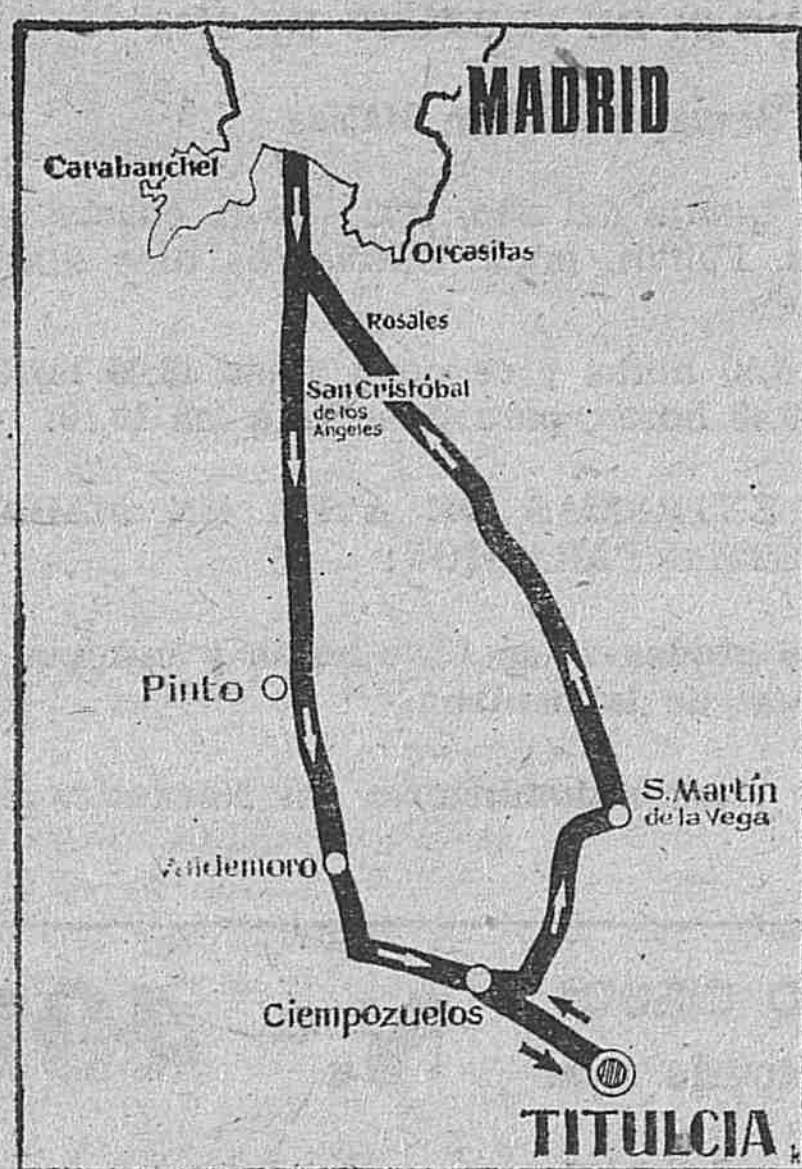 MADRID
Carabanchel
Orcasitas
Rosales
San Cristóbal
de los
Angeles
Pinto
S. Martín
de la Vega
Valdemoro
Ciempozuelos
TITULCIA